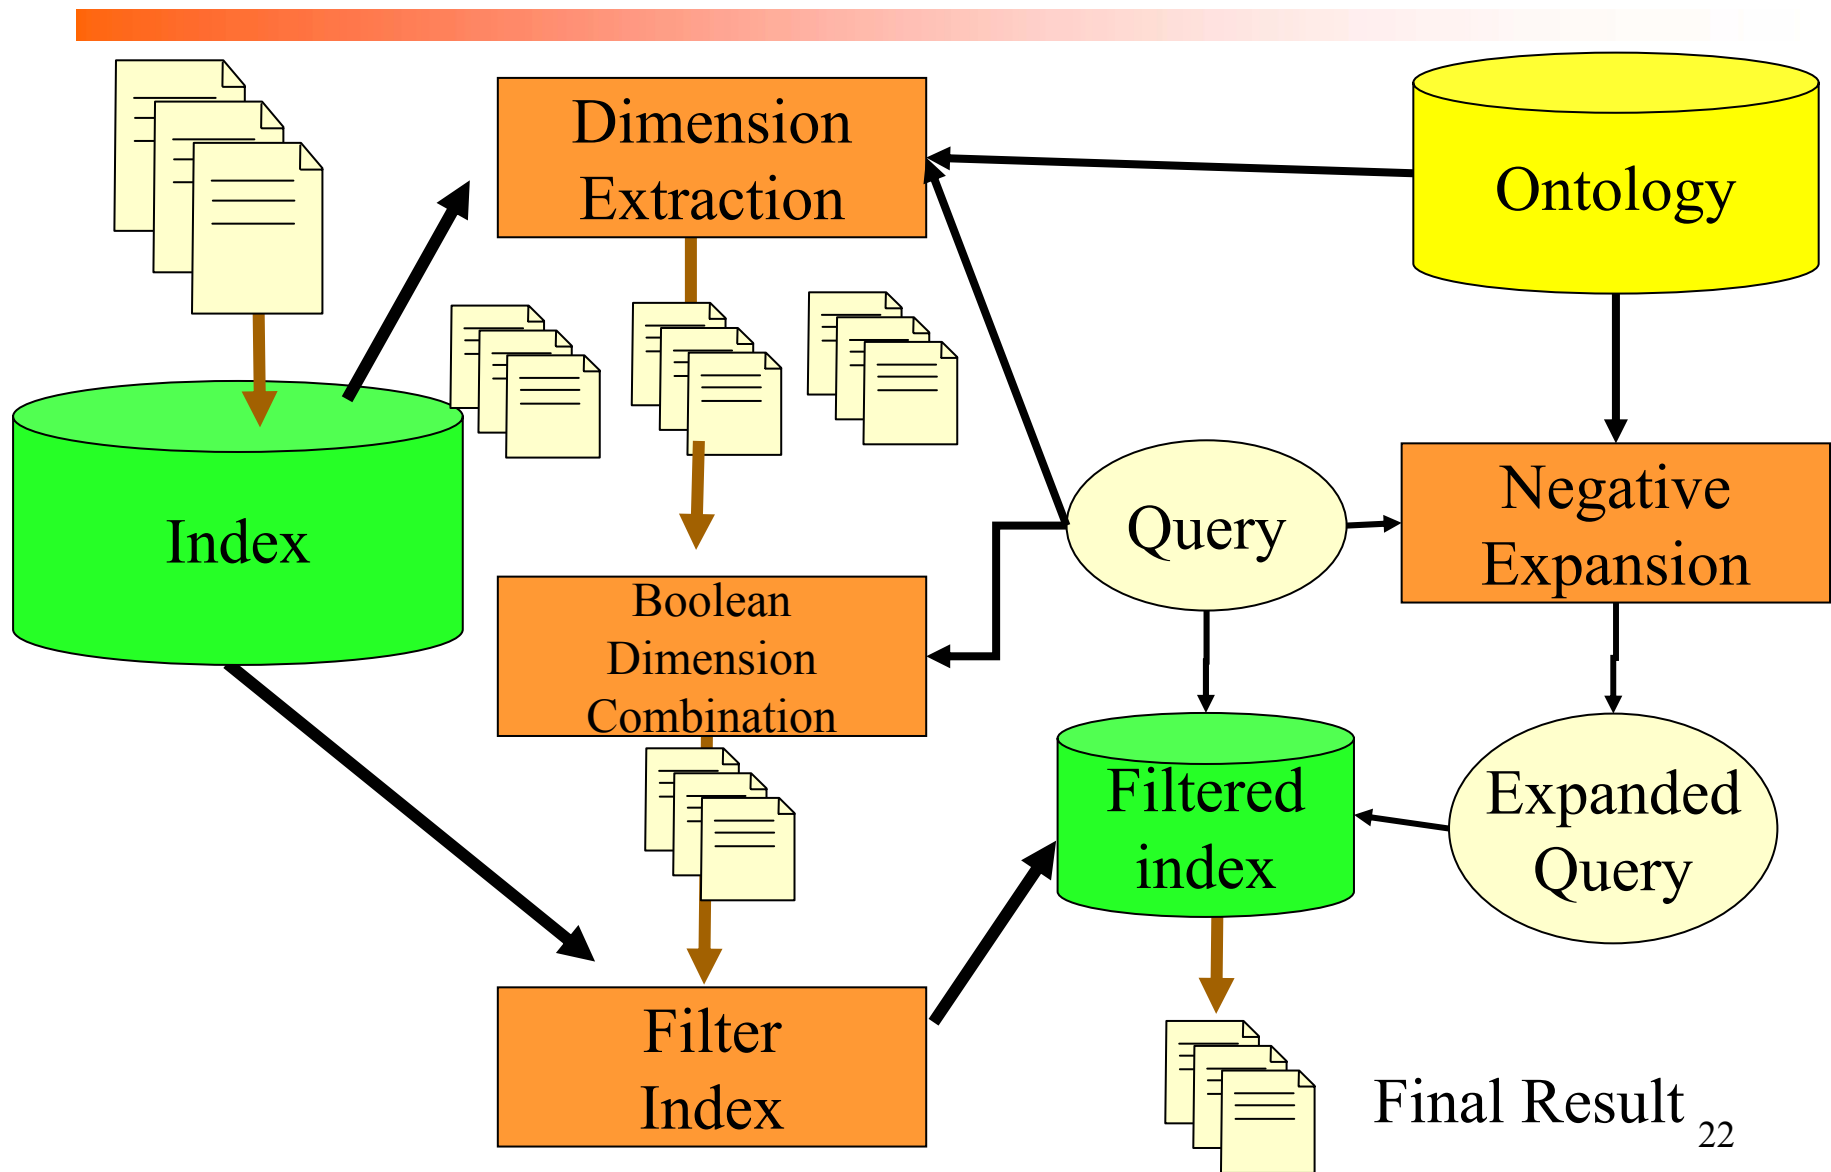 Dimension
Extraction
Ontology
Index
Query
Negative
Expansion
Boolean
Dimension
Combination
Filtered
index
Expanded
Query
Filter
Index
Final Result
22